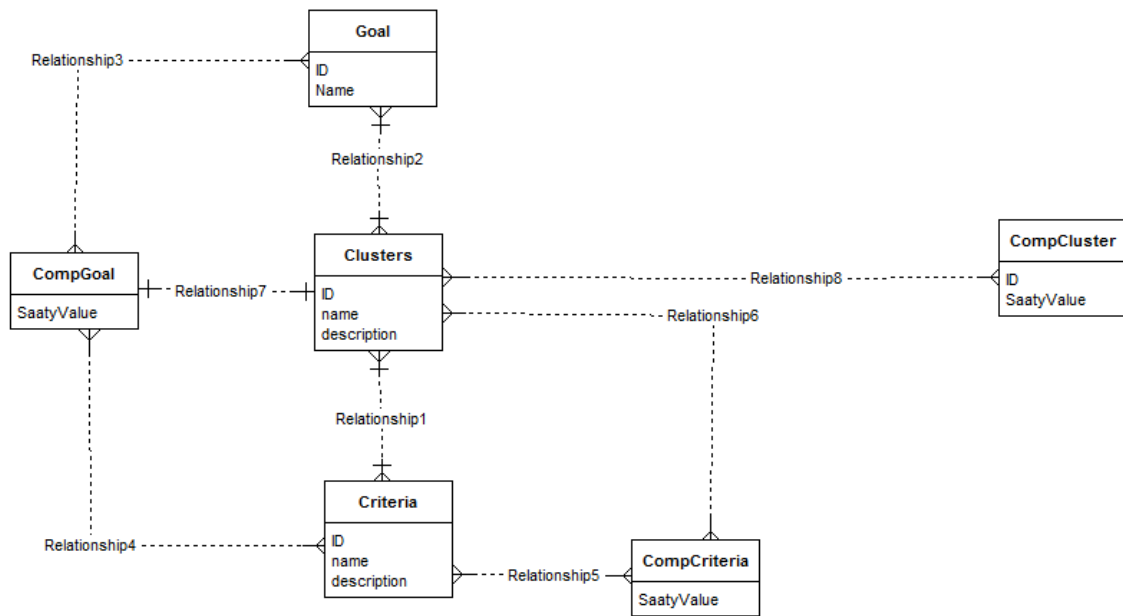 Goal
ID
Name
Relationship3
Relationship2
Clusters
ID
name
description
CompCluster
ID
SaatyValue
CompGoal
SaatyValue
Relationship7
Relationship8
Relationship6
Relationship1
Criteria
ID
name
description
Relationship4
Relationship5
CompCriteria
SaatyValue